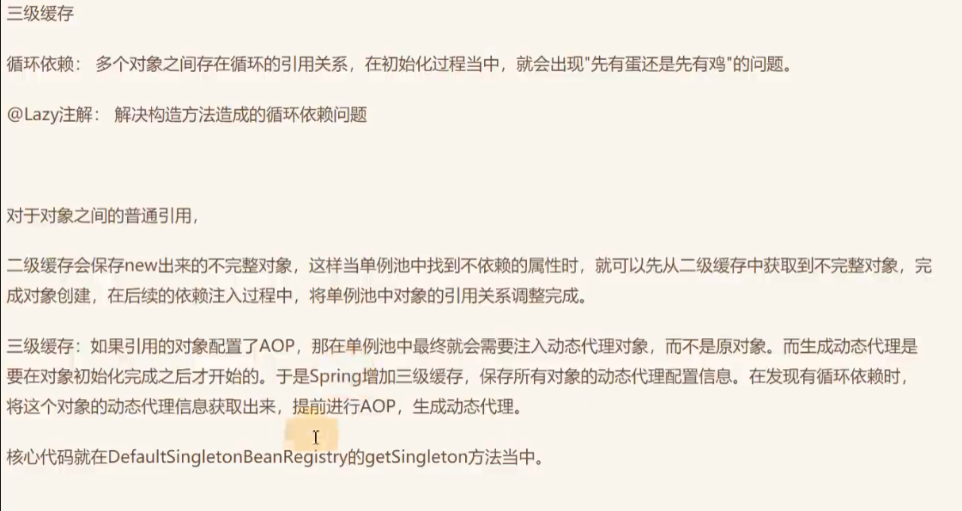 三级缓存
循环依赖： 多个对象之间存在循环的引用关系，在初始化过程当中，就会出现"先有蛋还是先有鸡"的问题。
@Lazy注解： 解决构造方法造成的循环依赖问题
对于对象之间的普通引用，
二级缓存会保存new出来的不完整对象，这样当单例池中找到不依赖的属性时，就可以先从二级缓存中获取到不完整对象，完
成对象创建，在后续的依赖注入过程中，将单例池中对象的引用关系调整完成。
三级缓存：如果引用的对象配置了AOP，那在单例池中最终就会需要注入动态代理对象，而不是原对象。而生成动态代理是
要在对象初始化完成之后才开始的。于是Spring增加三级缓存，保存所有对象的动态代理配置信息。在发现有循环依赖时，
将这个对象的动态代理信息获取出来，提前进行AOP，生成动态代理。
核心代码就在DefaultSingletonBeanRegistry的getSingleton方法当中。